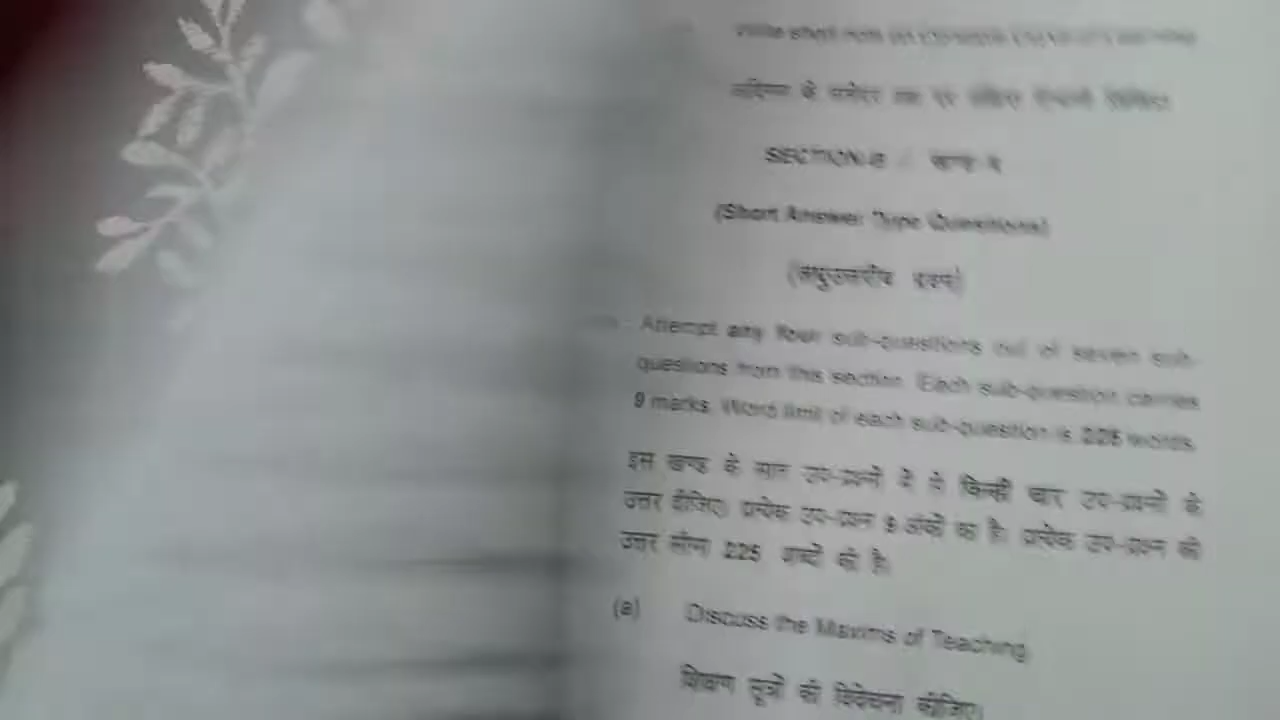 SECTION-B / खण्ड-ब
(Short Answer Type Questions)
(लघुउत्तरीय प्रश्न)
Attempt any four sub-questions out of seven sub-
questions from this section. Each sub-question carries
9 marks. Word limit of each sub-question is 225 words.
इस खण्ड के सात उप-प्रश्नों में से किन्हीं चार उप-प्रश्नों के
उत्तर दीजिए। प्रत्येक उप-प्रश्न 9 अंकों का है। प्रत्येक उप-प्रश्न की
उत्तर सीमा 225 शब्दों की है।
(a) Discuss the Maxims of Teaching.
शिक्षण सूत्रों की विवेचना कीजिए।